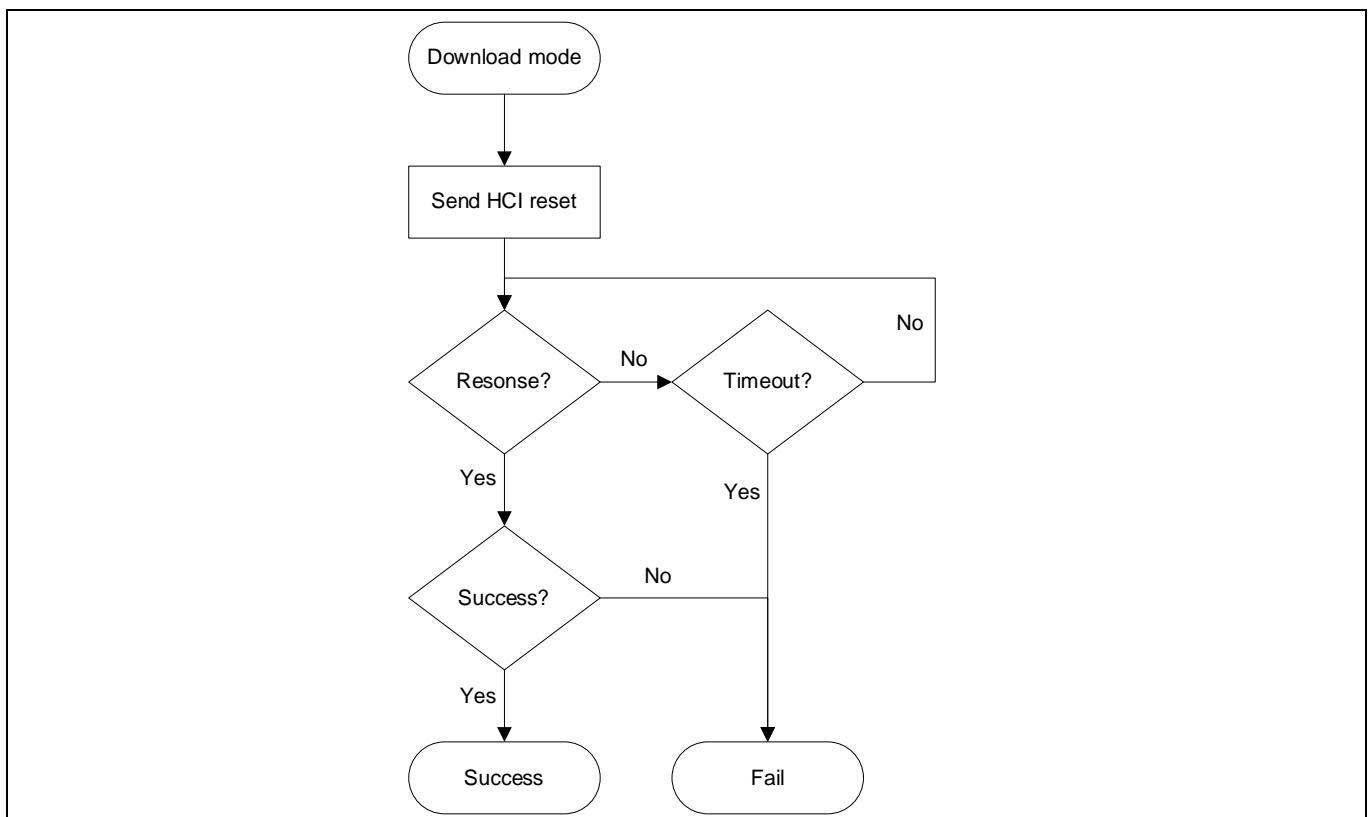 Download mode
Send HCI reset
No
No
Resonse?
Timeout?
Yes
Yes
No
Success?
Yes
Success
Fail